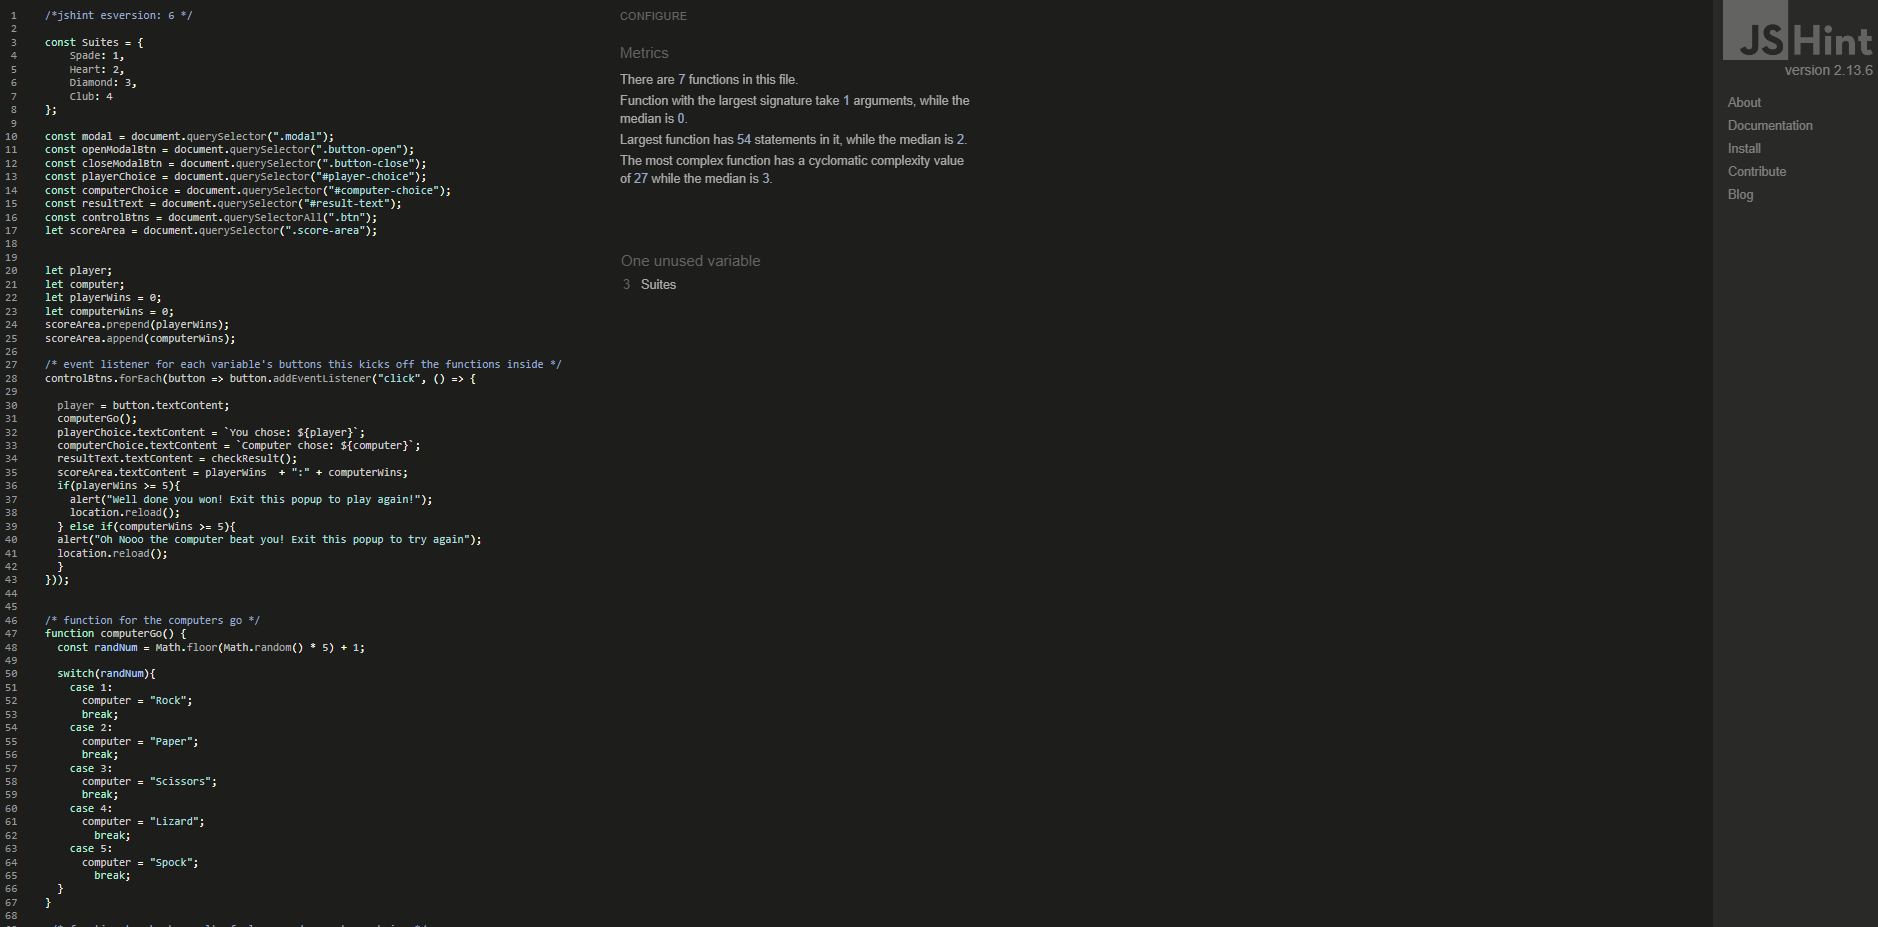 1 /*jshint esversion: 6 */
2
3 const Suites = {
4 Spade: 1,
5 Heart: 2,
6 Diamond: 3,
7 Club: 4
8 };
9
10 const modal = document.querySelector(".modal");
11 const openModalBtn = document.querySelector(".button-open");
12 const closeModalBtn = document.querySelector(".button-close");
13 const playerChoice = document.querySelector("#player-choice");
14 const computerChoice = document.querySelector("#computer-choice");
15 const resultText = document.querySelector("#result-text");
16 const controlBtns = document.querySelectorAll(".btn");
17 let scoreArea = document.querySelector(".score-area");
18
19
20 let player;
21 let computer;
22 let playerWins = 0;
23 let computerWins = 0;
24 scoreArea.prepend(playerWins);
25 scoreArea.append(computerWins);
26
27 /* event listener for each variable's buttons this kicks off the functions inside */
28 controlBtns.forEach(button => button.addEventListener("click", () => {
29
30 player = button.textContent;
31 computerGo();
32 playerChoice.textContent = `You chose: ${player}`;
33 computerChoice.textContent = `Computer chose: ${computer}`;
34 resultText.textContent = checkResult();
35 scoreArea.textContent = playerWins + ":" + computerWins;
36 if(playerWins >= 5){
37 alert("Well done you won! Exit this popup to play again!");
38 location.reload();
39 } else if(computerWins >= 5){
40 alert("Oh Nooo the computer beat you! Exit this popup to try again");
41 location.reload();
42 }
43 }));
44
45
46 /* function for the computers go */
47 function computerGo() {
48 const randNum = Math.floor(Math.random() * 5) + 1;
49
50 switch(randNum){
51 case 1:
52 computer = "Rock";
53 break;
54 case 2:
55 computer = "Paper";
56 break;
57 case 3:
58 computer = "Scissors";
59 break;
60 case 4:
61 computer = "Lizard";
62 break;
63 case 5:
64 computer = "Spock";
65 break;
66 }
67 }
68
CONFIGURE
Metrics
There are 7 functions in this file.
Function with the largest signature take 1 arguments, while the
median is 0.
Largest function has 54 statements in it, while the median is 2.
The most complex function has a cyclomatic complexity value
of 27 while the median is 3.
One unused variable
3 Suites
JSHint
version 2.13.6
About
Documentation
Install
Contribute
Blog